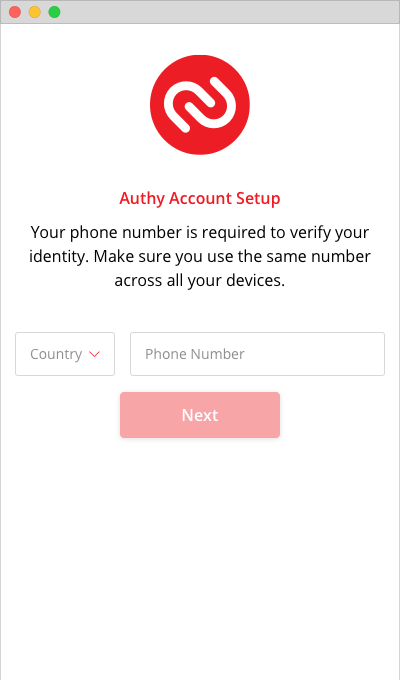 Authy Account Setup
Your phone number is required to verify your
identity. Make sure you use the same number
across all your devices.
Country
Phone Number
Next